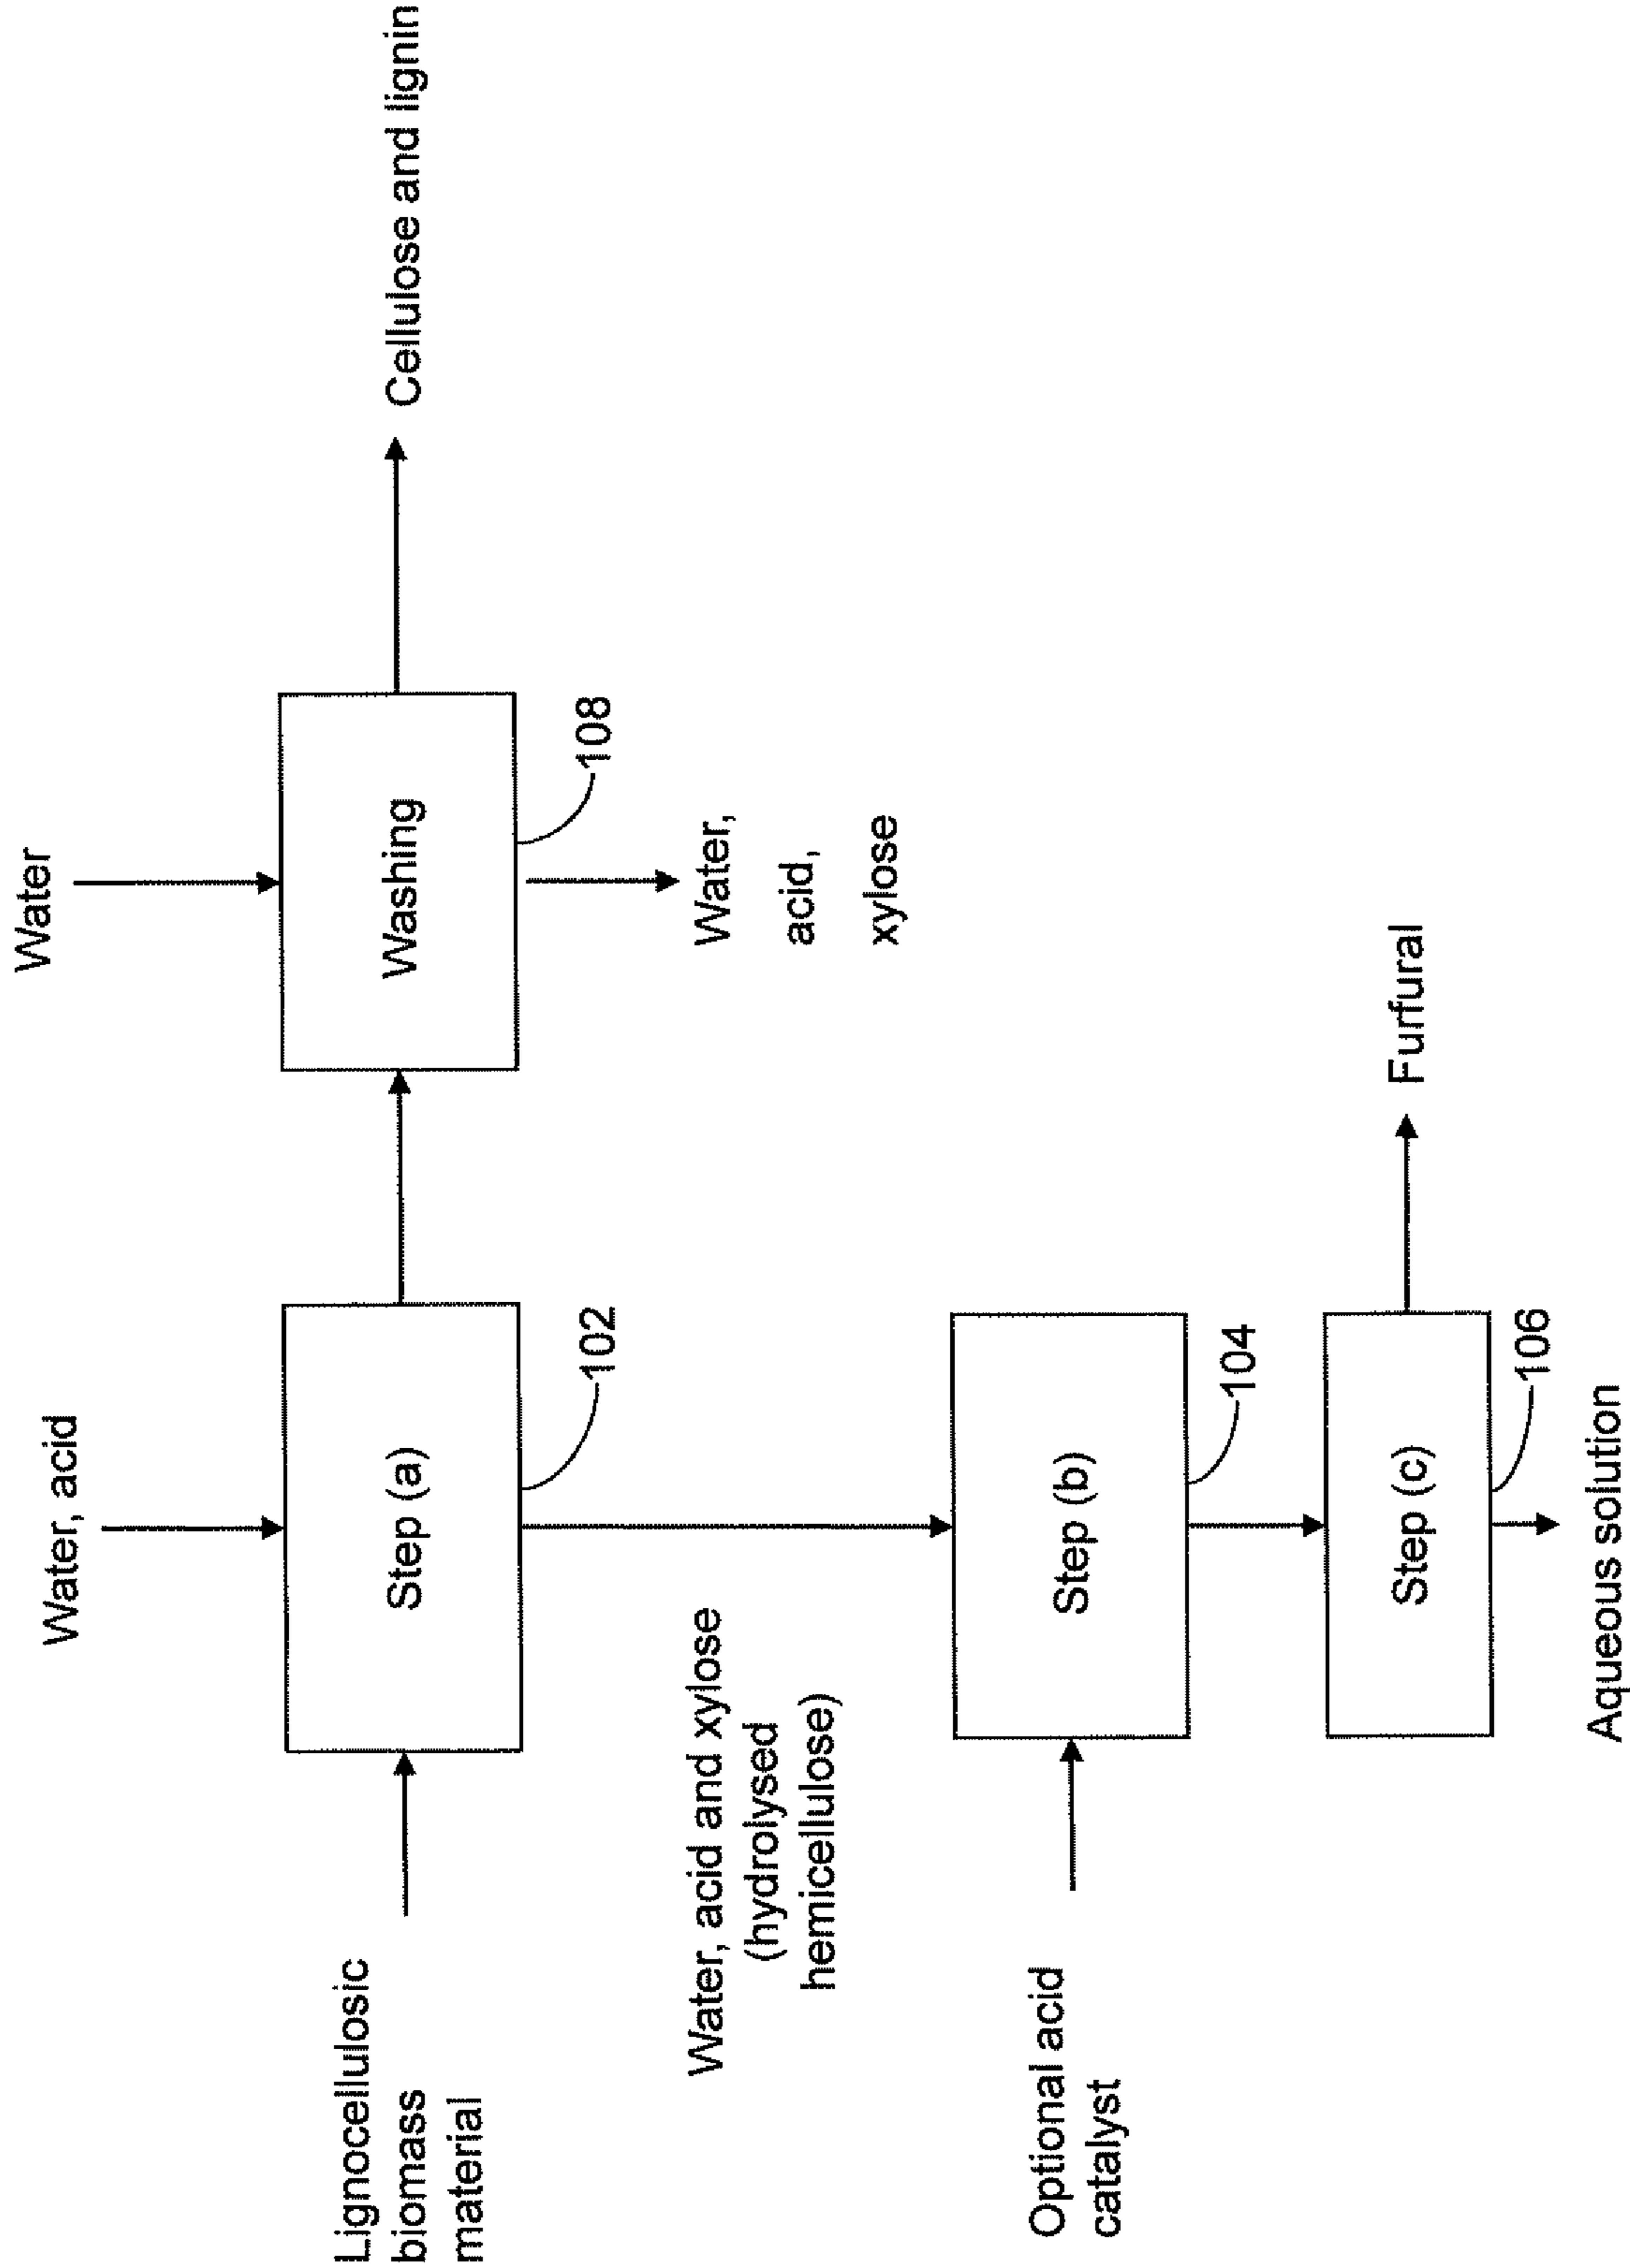 Water, acid
Water
Lignocellulosic
biomass
material
Step (a)
102
Washing
108
Cellulose and lignin
Water, acid and xylose
(hydrolysed
hemicellulose)
Water,
acid,
xylose
Optional acid
catalyst
Step (b)
104
Step (c)
106
Furfural
Aqueous solution